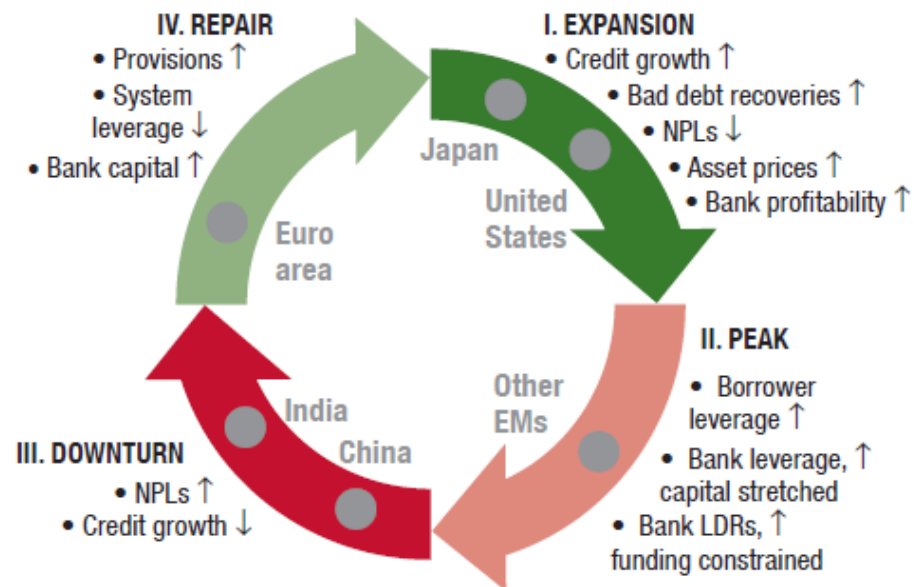 IV. REPAIR
• Provisions ↑
• System
leverage ↓
• Bank capital ↑
I. EXPANSION
• Credit growth ↑
• Bad debt recoveries ↑
• NPLs ↓
• Asset prices ↑
• Bank profitability ↑
Japan
United
States
Euro
area
II. PEAK
• Borrower
leverage ↑
• Bank leverage, ↑
capital stretched
• Bank LDRs, ↑
funding constrained
Other
EMs
India
China
III. DOWNTURN
• NPLs ↑
• Credit growth ↓